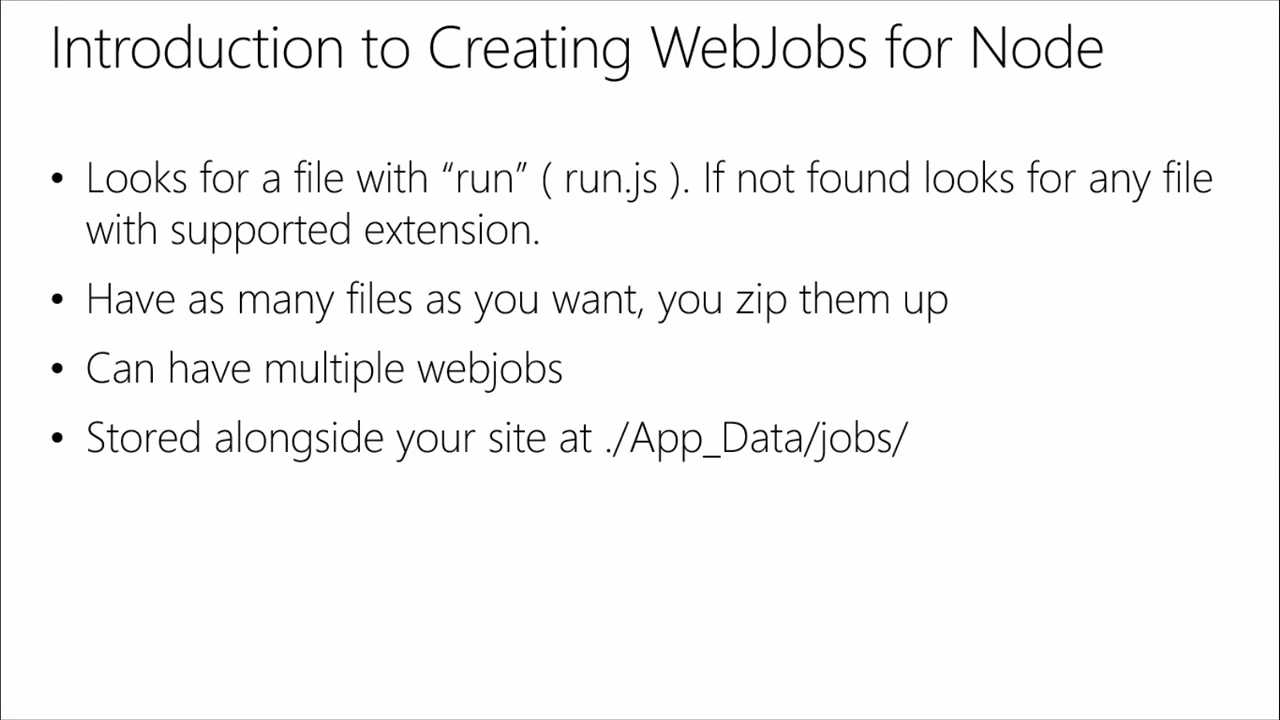 Introduction to Creating WebJobs for Node
• Looks for a file with “run” ( run.js ). If not found looks for any file
with supported extension.
• Have as many files as you want, you zip them up
• Can have multiple webjobs
• Stored alongside your site at ./App_Data/jobs/